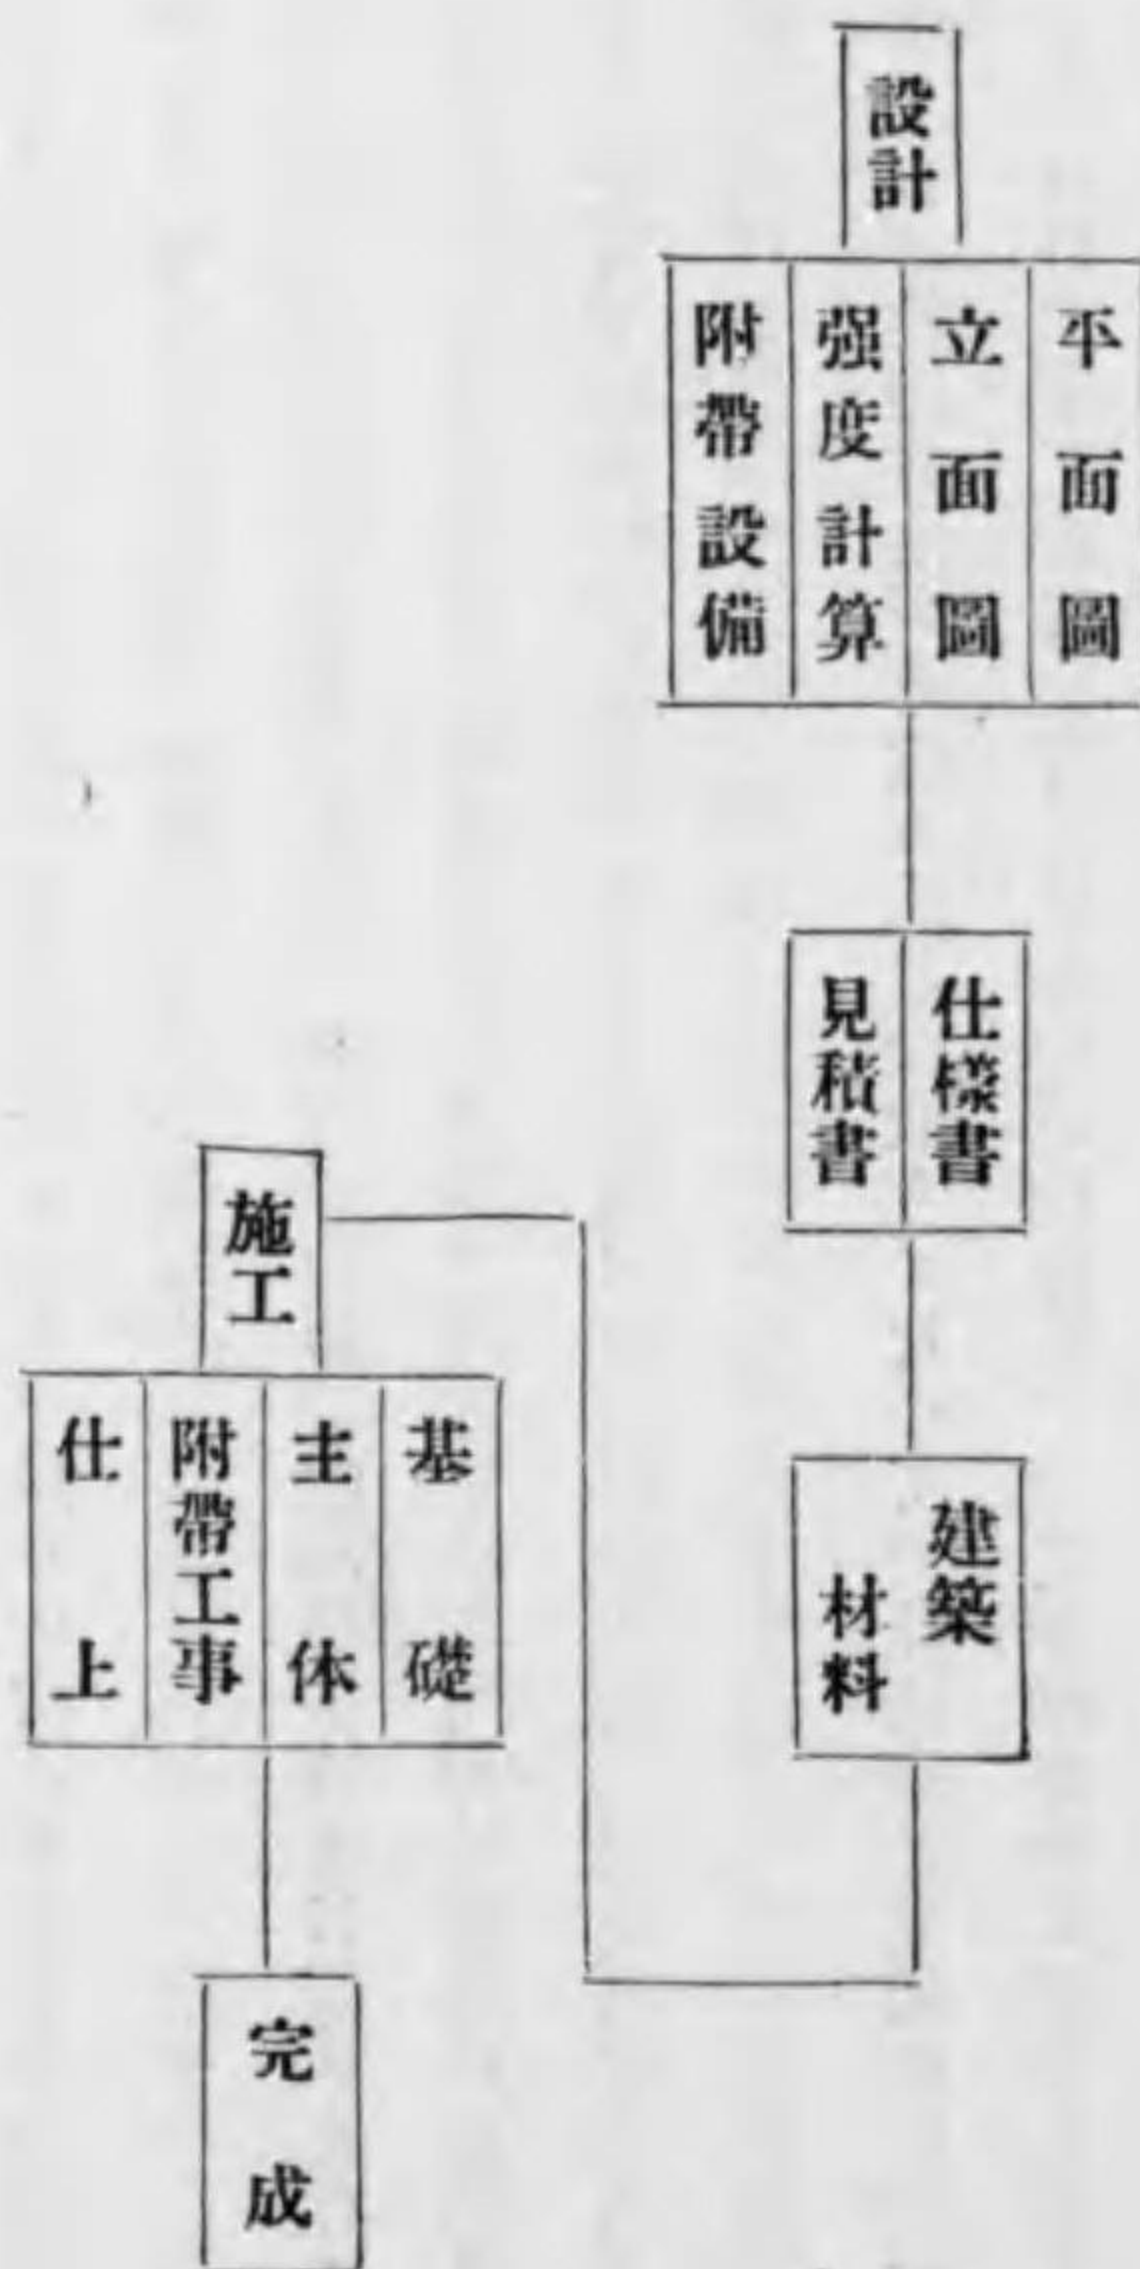 設計
平面圖
立面圖
强度計算
附帶設備
仕樣書
見積書
建築
材料
施工
基礎
主体
附帶工事
仕上
完成